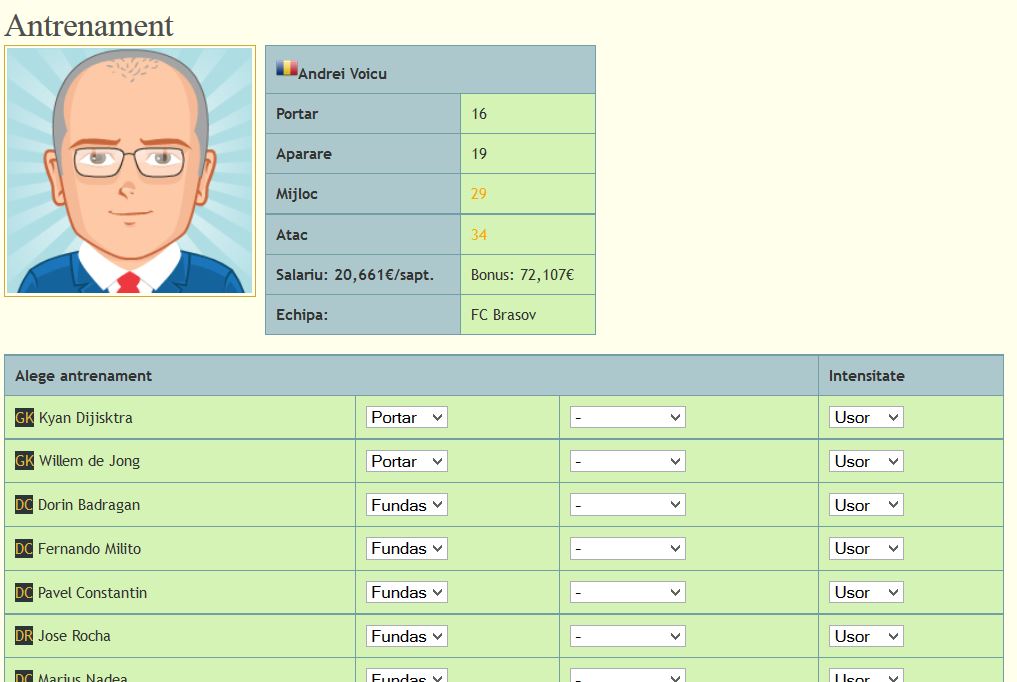 Antrenament
Andrei Voicu
Portar 16
Aparare 19
Mijloc 29
Atac 34
Salariu: 20,661€/sapt. Bonus: 72,107€
Echipa: FC Brasov
Alege antrenament Intensitate
GK Kyan Dijisktra Portar - Usor
GK Willem de Jong Portar - Usor
DC Dorin Badragan Fundas - Usor
DC Fernando Milito Fundas - Usor
DC Pavel Constantin Fundas - Usor
DR Jose Rocha Fundas - Usor
DC Marius Nadea Fundas - Usor